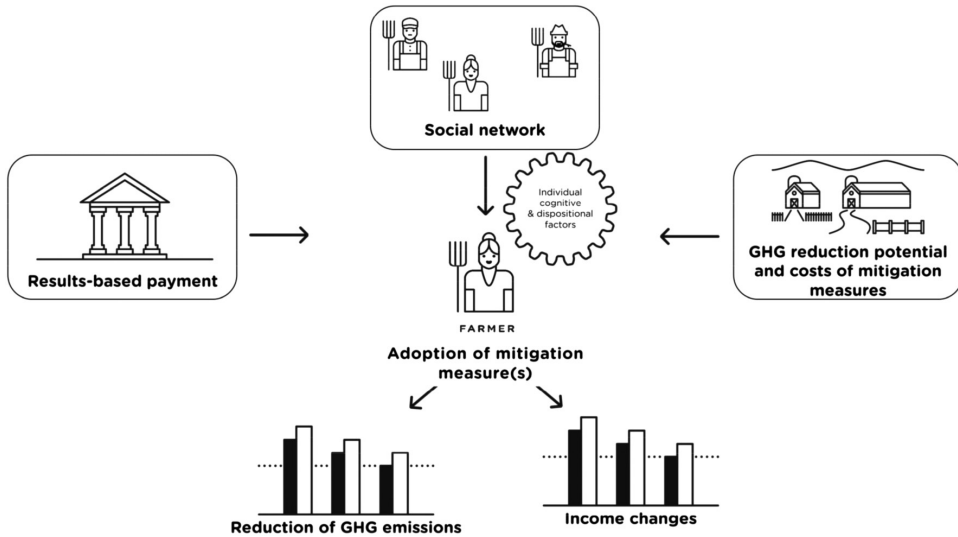 Social network
Individual
cognitive
& dispositional
factors
Results-based payment
GHG reduction potential
and costs of mitigation
measures
FARMER
Adoption of mitigation
measure(s)
Reduction of GHG emissions
Income changes